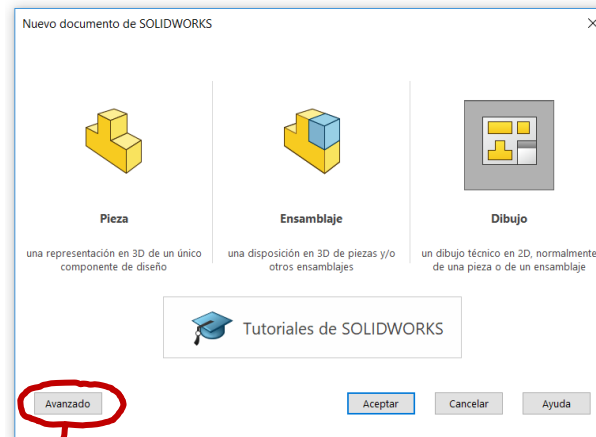 Nuevo documento de SOLIDWORKS
Pieza
una representación en 3D de un único
componente de diseño
Ensamblaje
una disposición en 3D de piezas y/o
otros ensamblajes
Dibujo
un dibujo técnico en 2D, normalmente
de una pieza o de un ensamblaje
Tutoriales de SOLIDWORKS
Avanzado
Aceptar
Cancelar
Ayuda